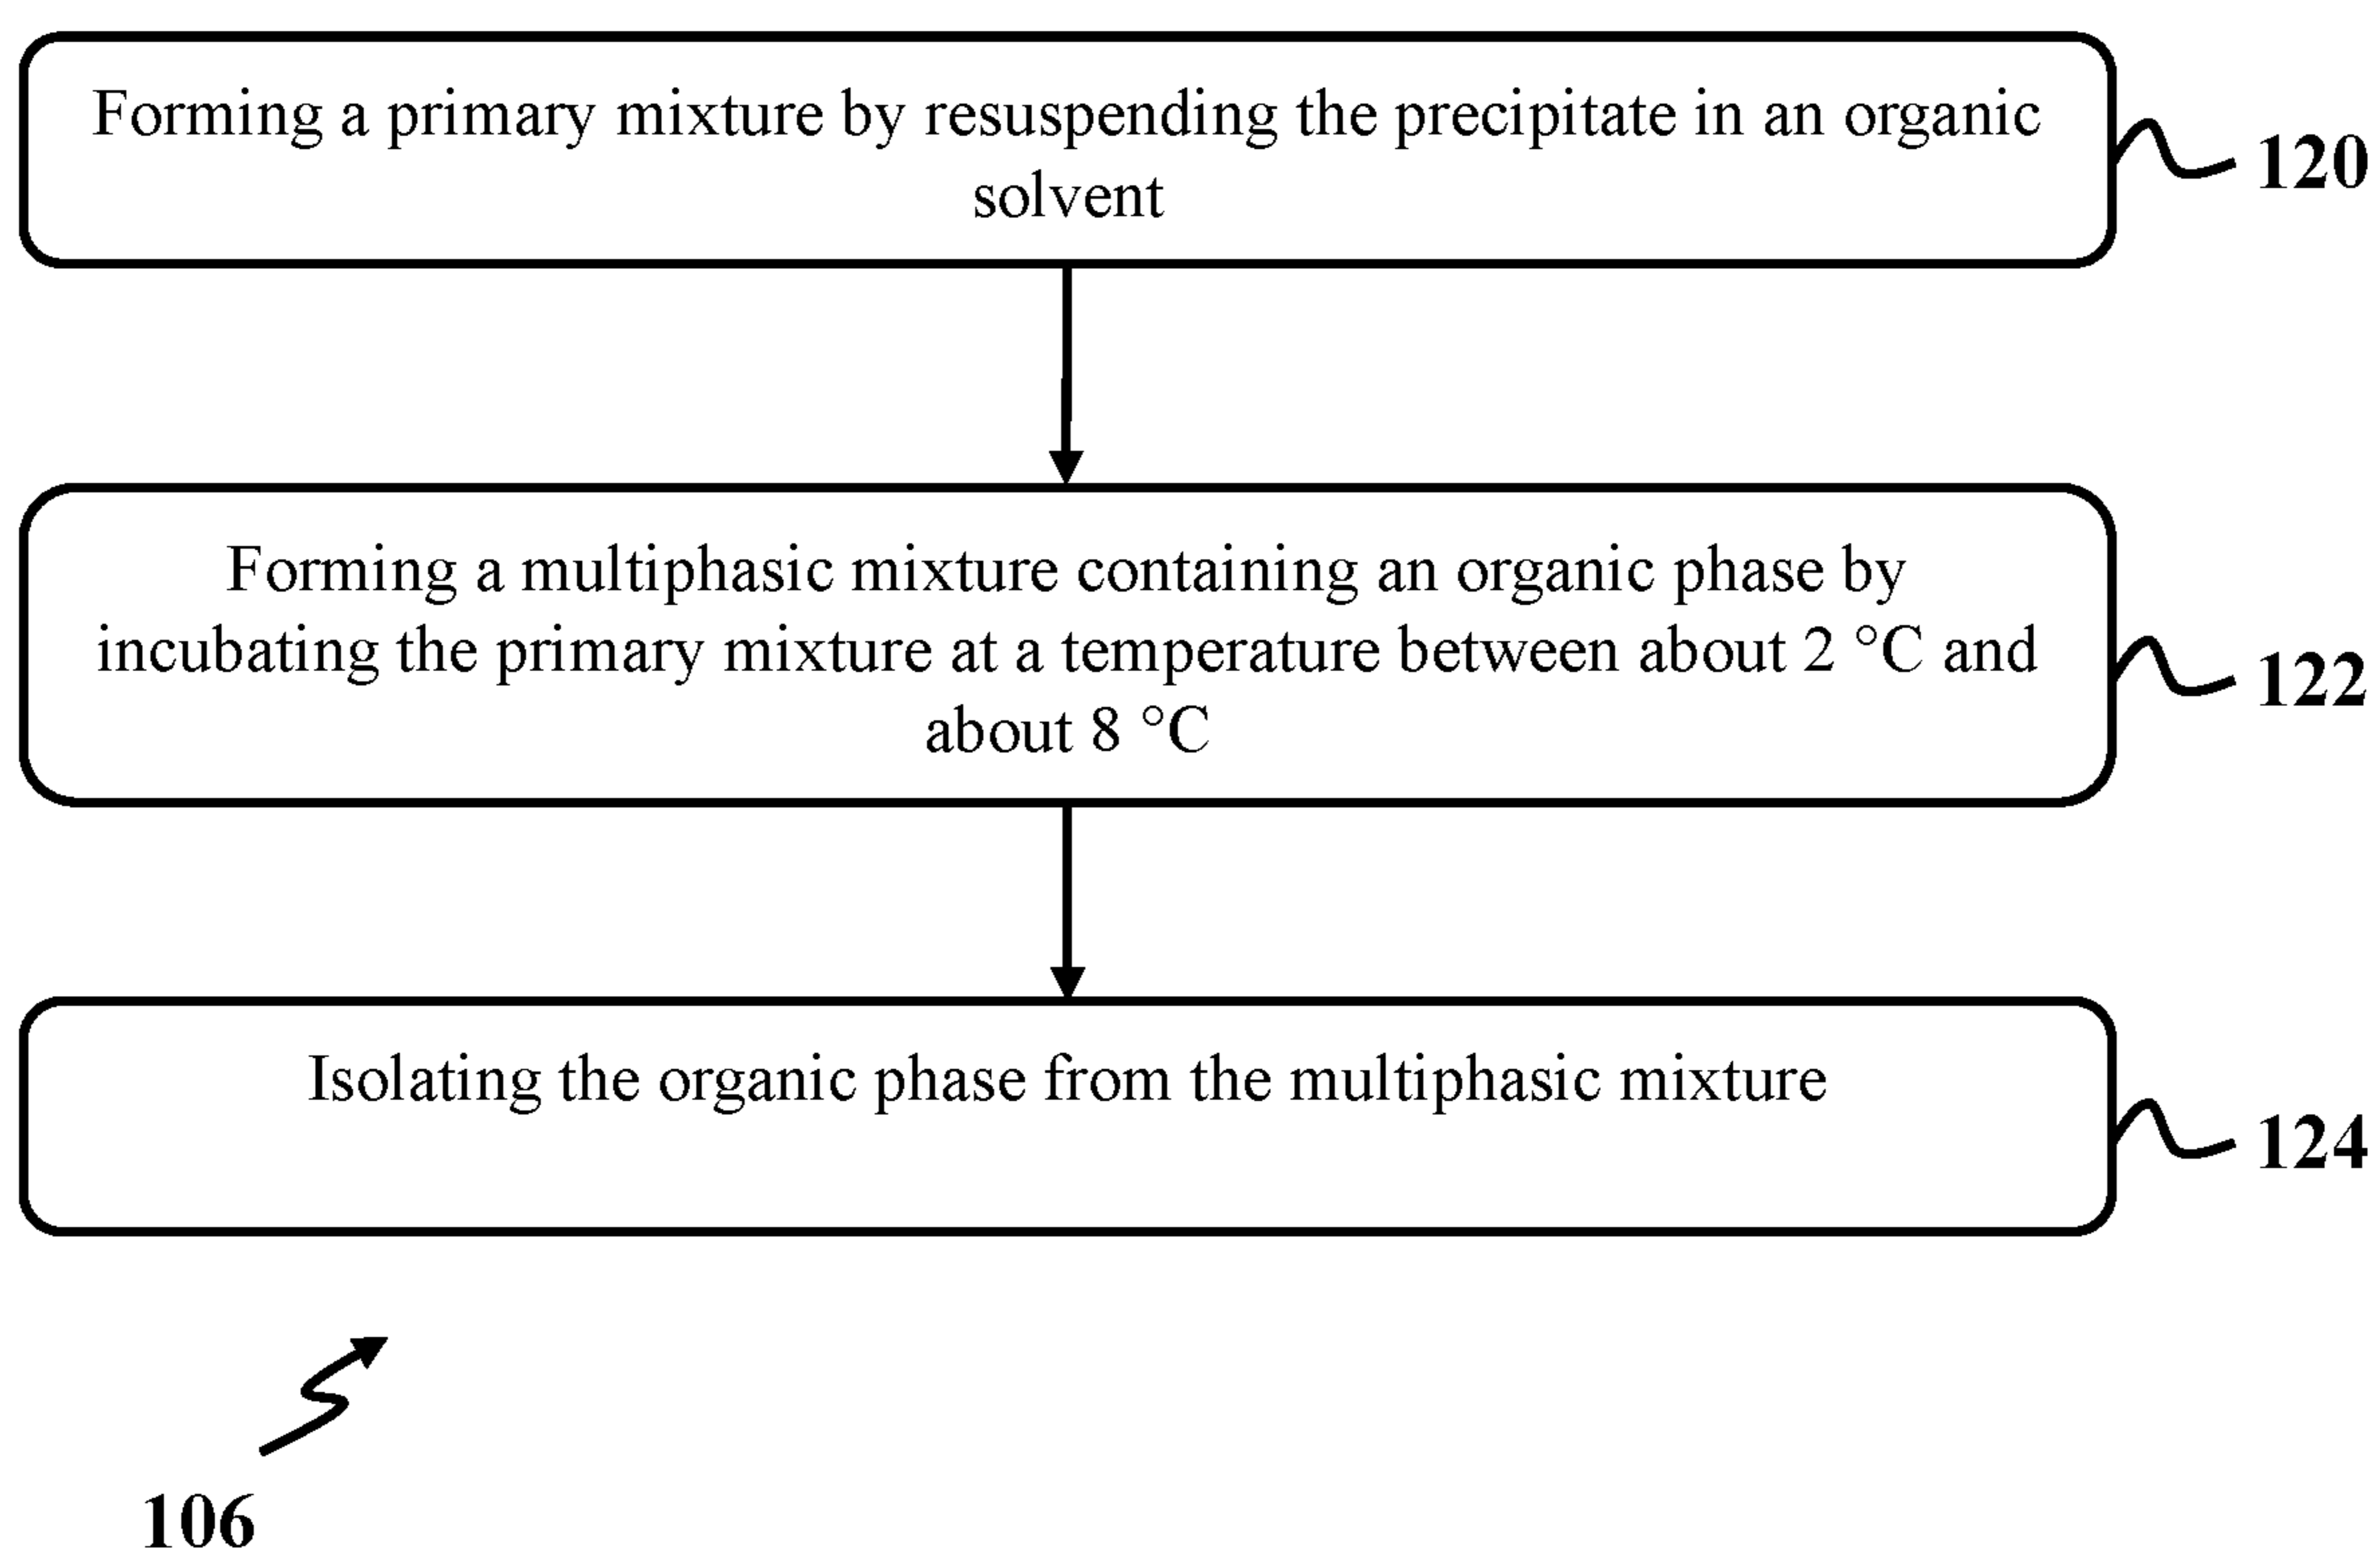 Forming a primary mixture by resuspending the precipitate in an organic
solvent
120
Forming a multiphasic mixture containing an organic phase by
incubating the primary mixture at a temperature between about 2 °C and
about 8 °C
122
Isolating the organic phase from the multiphasic mixture
124
106